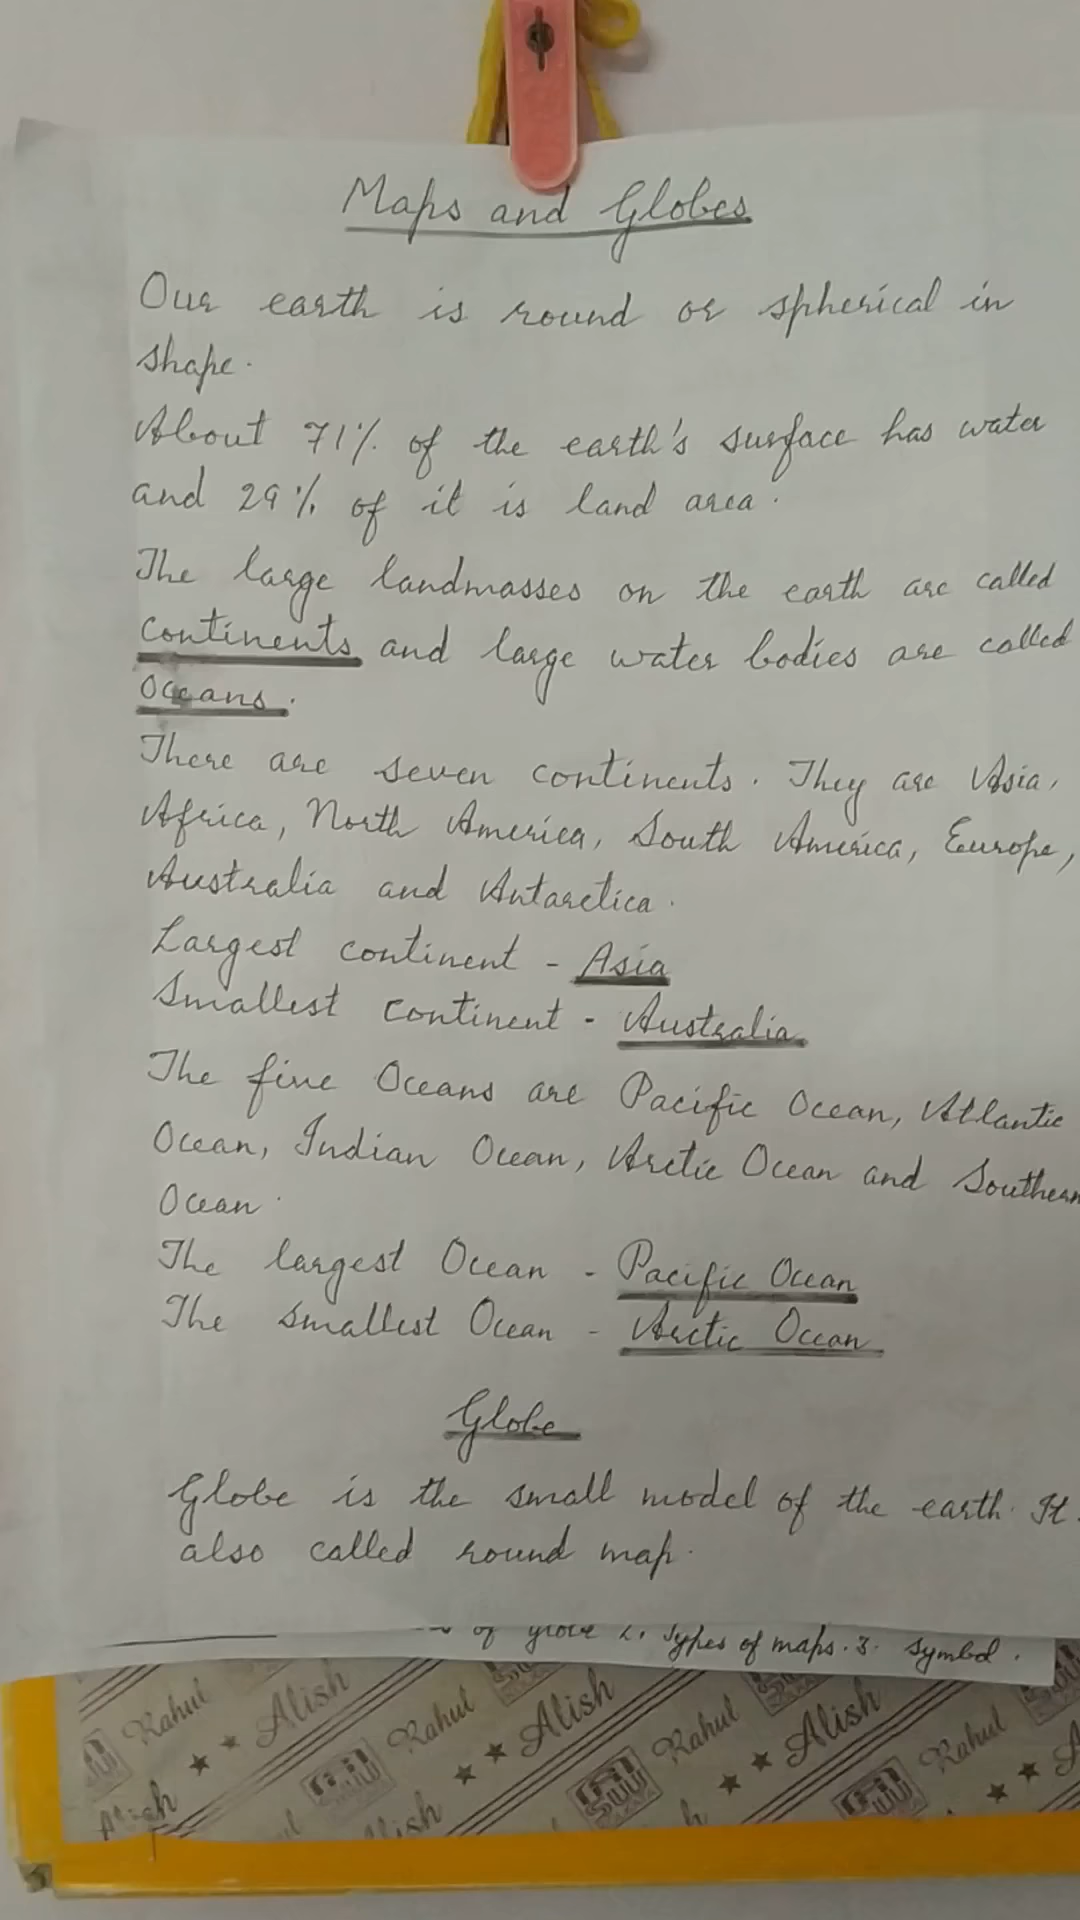 Maps and Globes
Our earth is round or spherical in
shape.
About 71% of the earth's surface has water
and 29% of it is land area.
The large landmasses on the earth are called
continents and large water bodies are called
Oceans.
There are seven continents. They are Asia,
Africa, North America, South America, Europe,
Australia and Antarctica.
Largest continent - Asia
Smallest continent - Australia
The five Oceans are Pacific Ocean, Atlantic
Ocean, Indian Ocean, Arctic Ocean and Southern
Ocean.
The largest Ocean - Pacific Ocean
The smallest Ocean - Arctic Ocean
Globe
Globe is the small model of the earth. It
also called round map.
of globe 2. Types of maps. 3. Symbol.
Rahul Alish Rahul Alish Rahul Alish Rahul
Alish